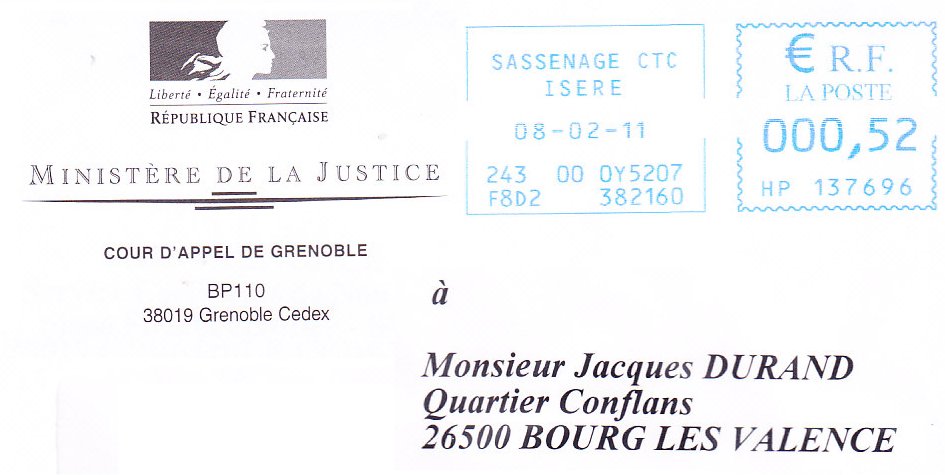 Liberté • Égalité • Fraternité
RÉPUBLIQUE FRANÇAISE
MINISTÈRE DE LA JUSTICE
COUR D'APPEL DE GRENOBLE
BP110
38019 Grenoble Cedex
SASSENAGE CTC
ISERE
08-02-11
243 00 0Y5207
F8D2 382160
€ R.F.
LA POSTE
000,52
HP 137696
à
Monsieur Jacques DURAND
Quartier Conflans
26500 BOURG LES VALENCE